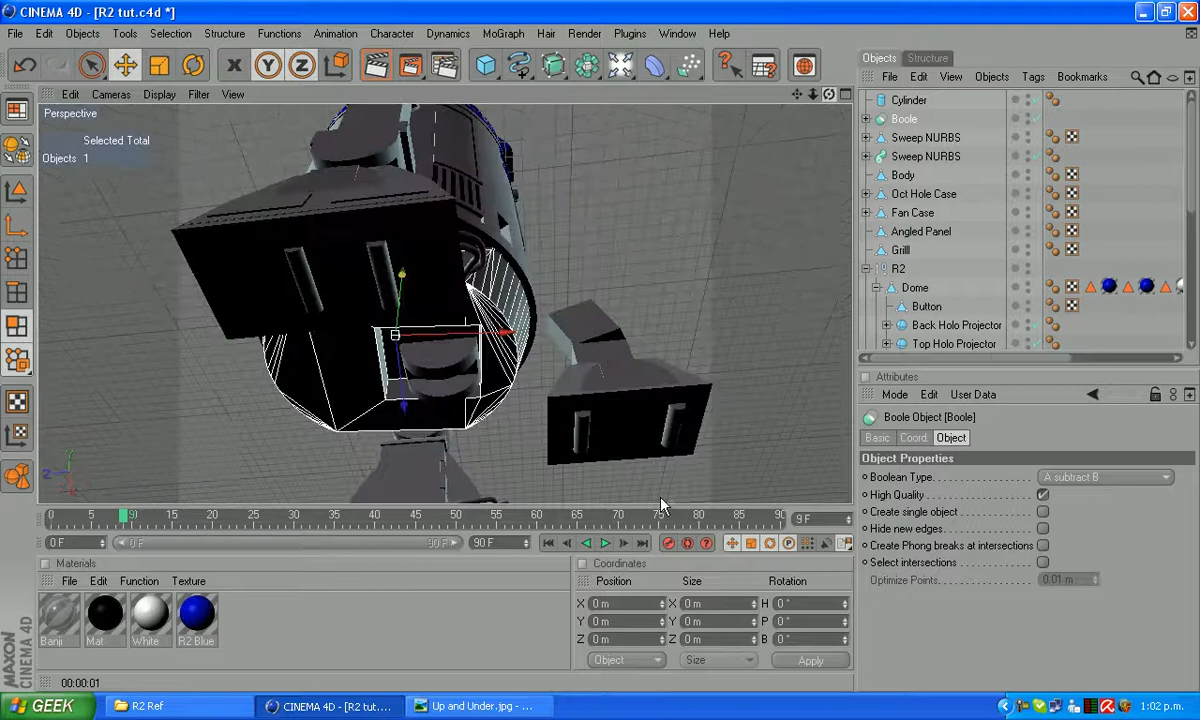 CINEMA 4D - [R2 tut.c4d *]
File Edit Objects Tools Selection Structure Functions Animation Character Dynamics MoGraph Hair Render Plugins Window Help
Objects Structure
File Edit View Objects Tags Bookmarks
Edit Cameras Display Filter View
Perspective
Selected Total
Objects 1
Cylinder
Boole
Sweep NURBS
Sweep NURBS
Body
Oct Hole Case
Fan Case
Angled Panel
Grill
R2
Dome
Button
Back Holo Projector
Top Holo Projector
Attributes
Mode Edit User Data
Boole Object [Boole]
Basic Coord. Object
Object Properties
Boolean Type A subtract B
High Quality
Create single object
Hide new edges
Create Phong breaks at intersections
Select intersections
Optimize Points 0.01 m
0 5 9 15 20 25 30 35 40 45 50 55 60 65 70 75 80 85 90 9 F
0 F 0 F 90 F 90 F
Materials
File Edit Function Texture
Banji Mat White R2 Blue
Coordinates
Position Size Rotation
X 0 m X 0 m H 0 °
Y 0 m Y 0 m P 0 °
Z 0 m Z 0 m B 0 °
Object Size Apply
MAXON
CINEMA 4D
00:00:01
GEEK R2 Ref CINEMA 4D - [R2 tut.... Up and Under.jpg - ... 1:02 p.m.